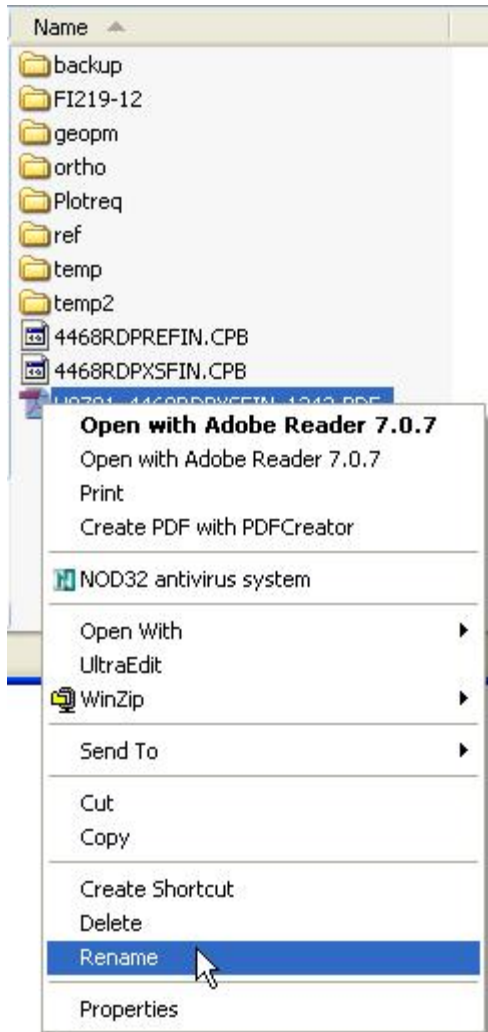 Name
backup
FI219-12
geopm
ortho
Plotreq
ref
temp
temp2
4468RDPREFIN.CPB
4468RDPXSFIN.CPB
Open with Adobe Reader 7.0.7
Open with Adobe Reader 7.0.7
Print
Create PDF with PDFCreator
NOD32 antivirus system
Open With
UltraEdit
WinZip
Send To
Cut
Copy
Create Shortcut
Delete
Rename
Properties